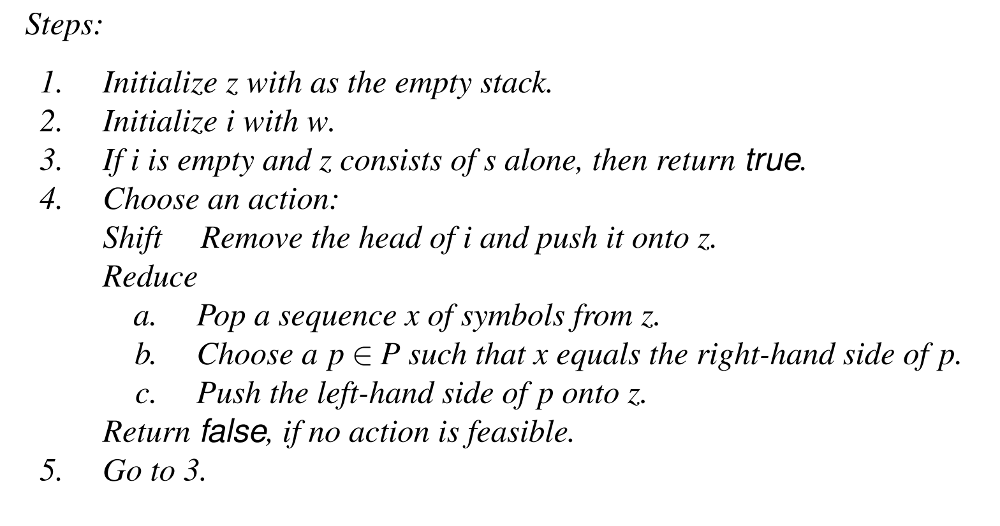 Steps:
1. Initialize z with as the empty stack.
2. Initialize i with w.
3. If i is empty and z consists of s alone, then return true.
4. Choose an action:
Shift Remove the head of i and push it onto z.
Reduce
a. Pop a sequence x of symbols from z.
b. Choose a p ∈ P such that x equals the right-hand side of p.
c. Push the left-hand side of p onto z.
Return false, if no action is feasible.
5. Go to 3.